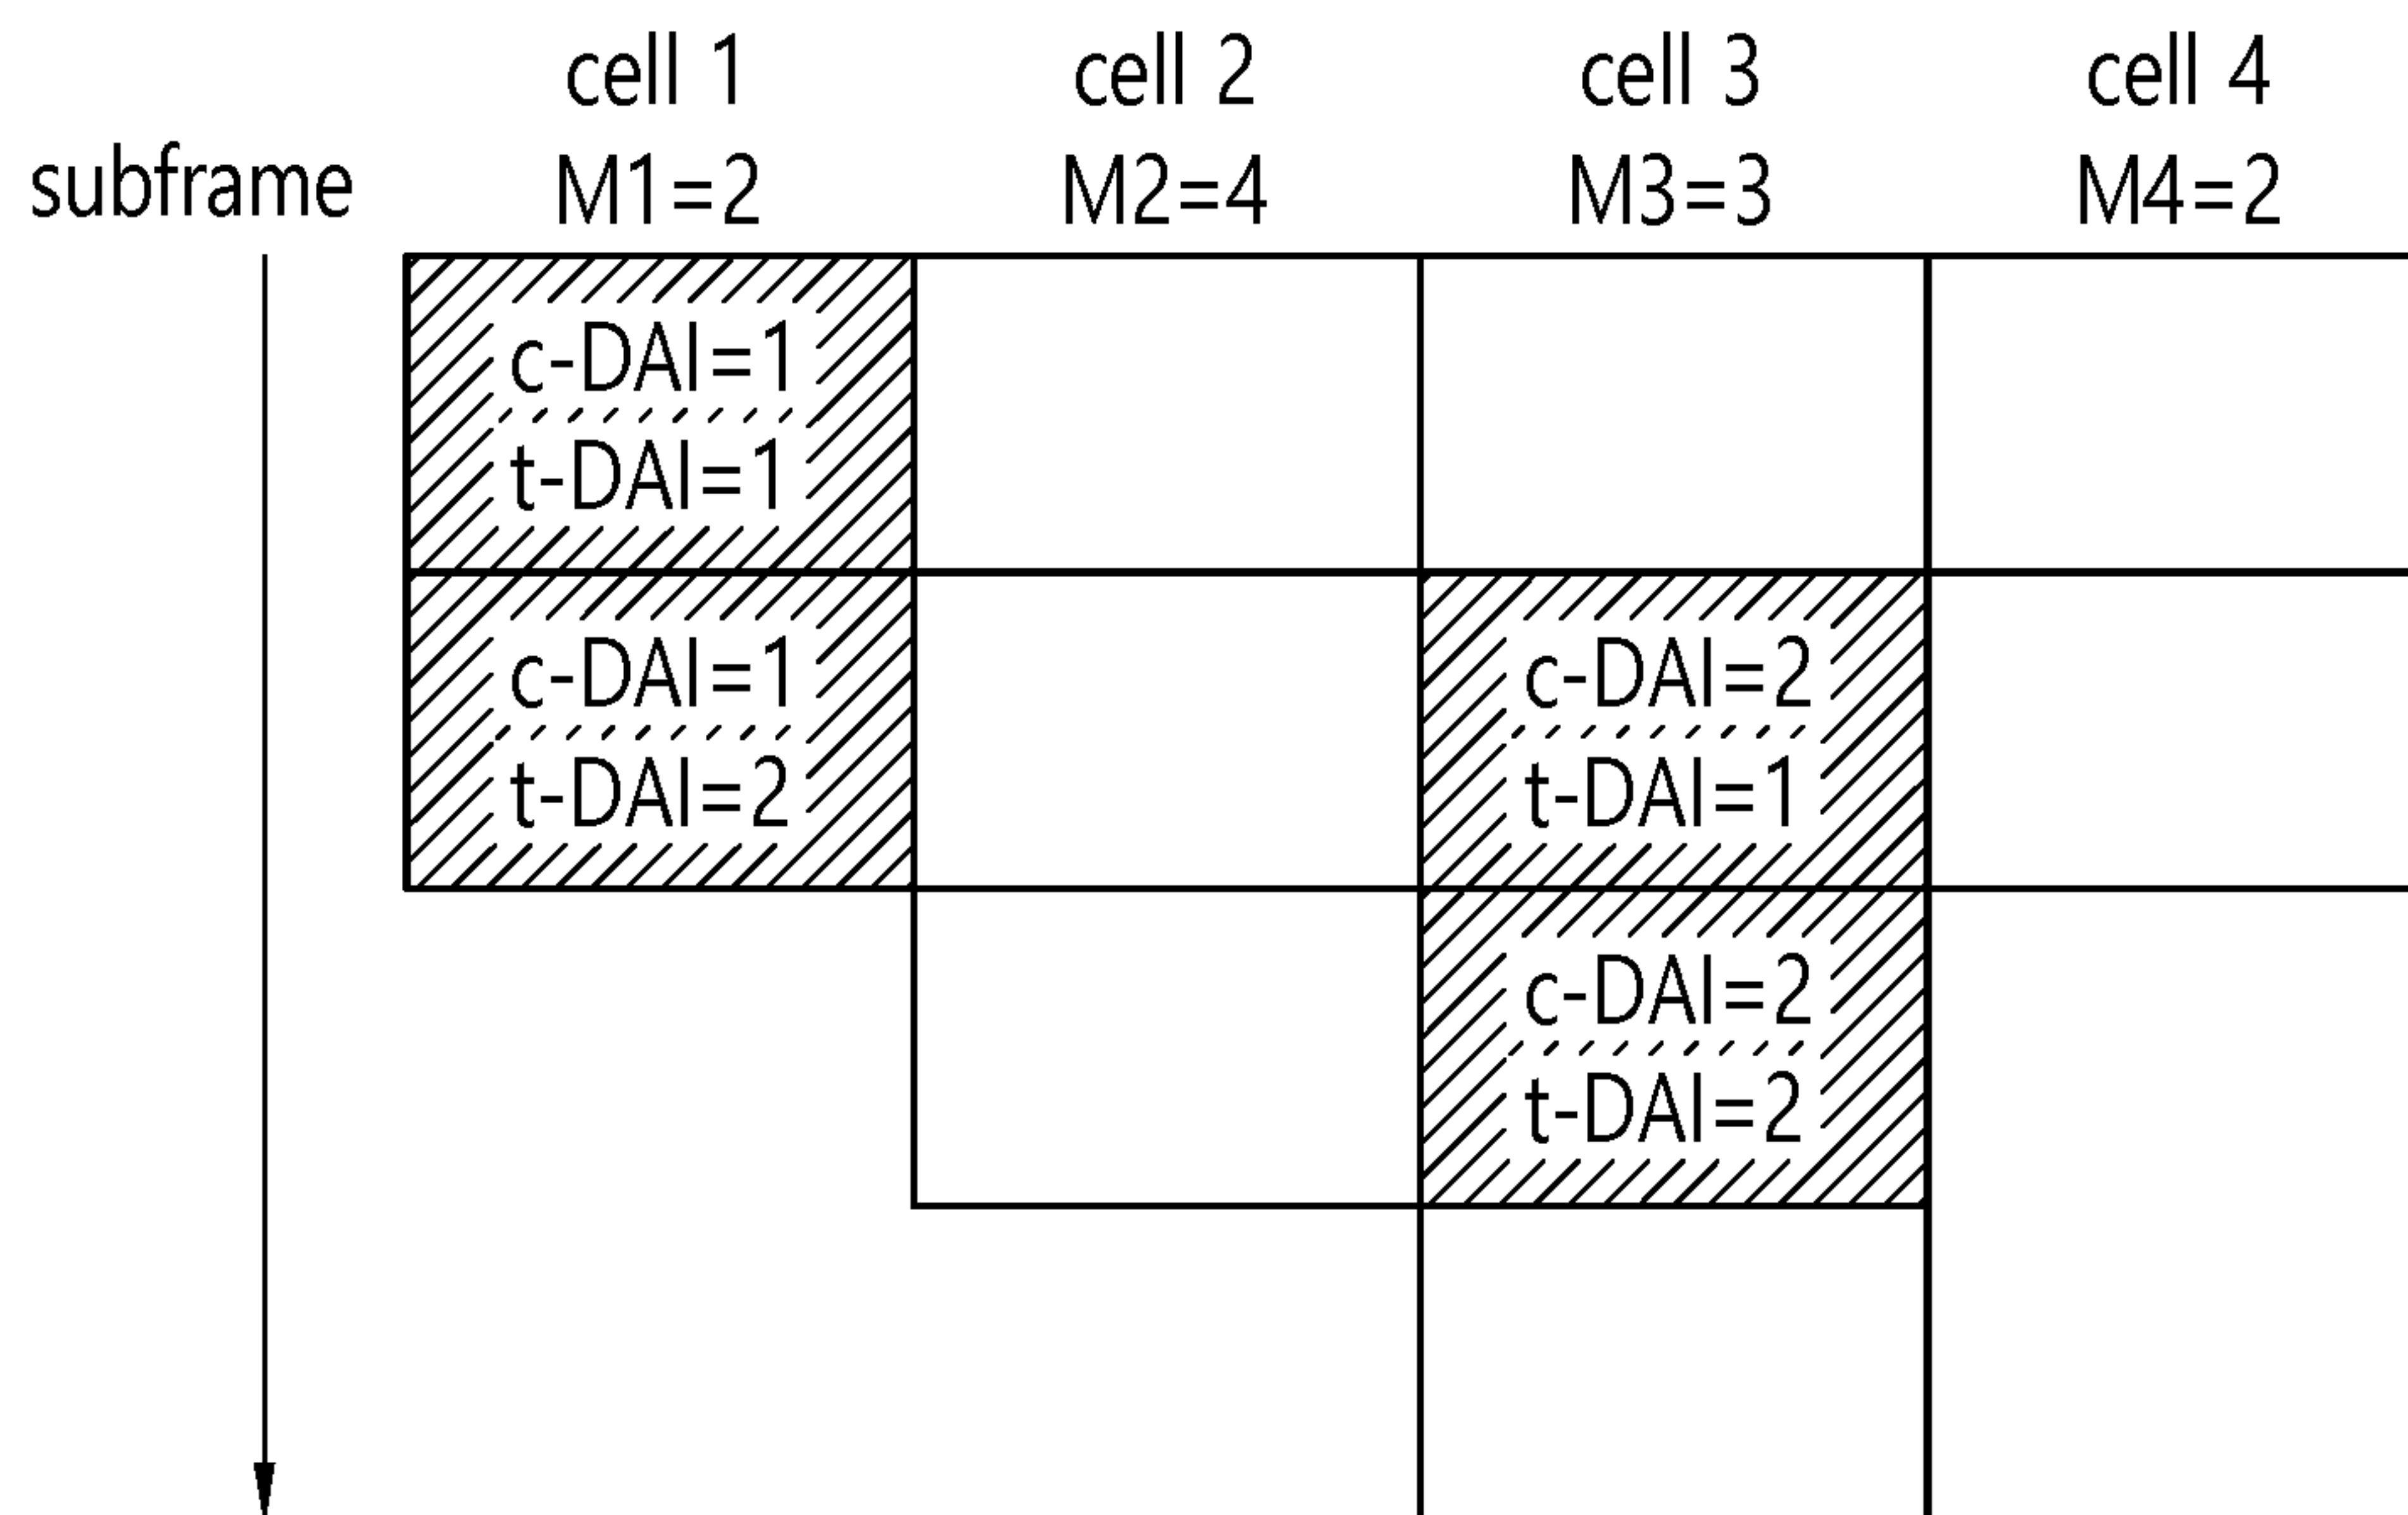 cell 1 cell 2 cell 3 cell 4
subframe M1=2 M2=4 M3=3 M4=2
c-DAI=1
t-DAI=1
c-DAI=1 c-DAI=2
t-DAI=2 t-DAI=1
c-DAI=2
t-DAI=2